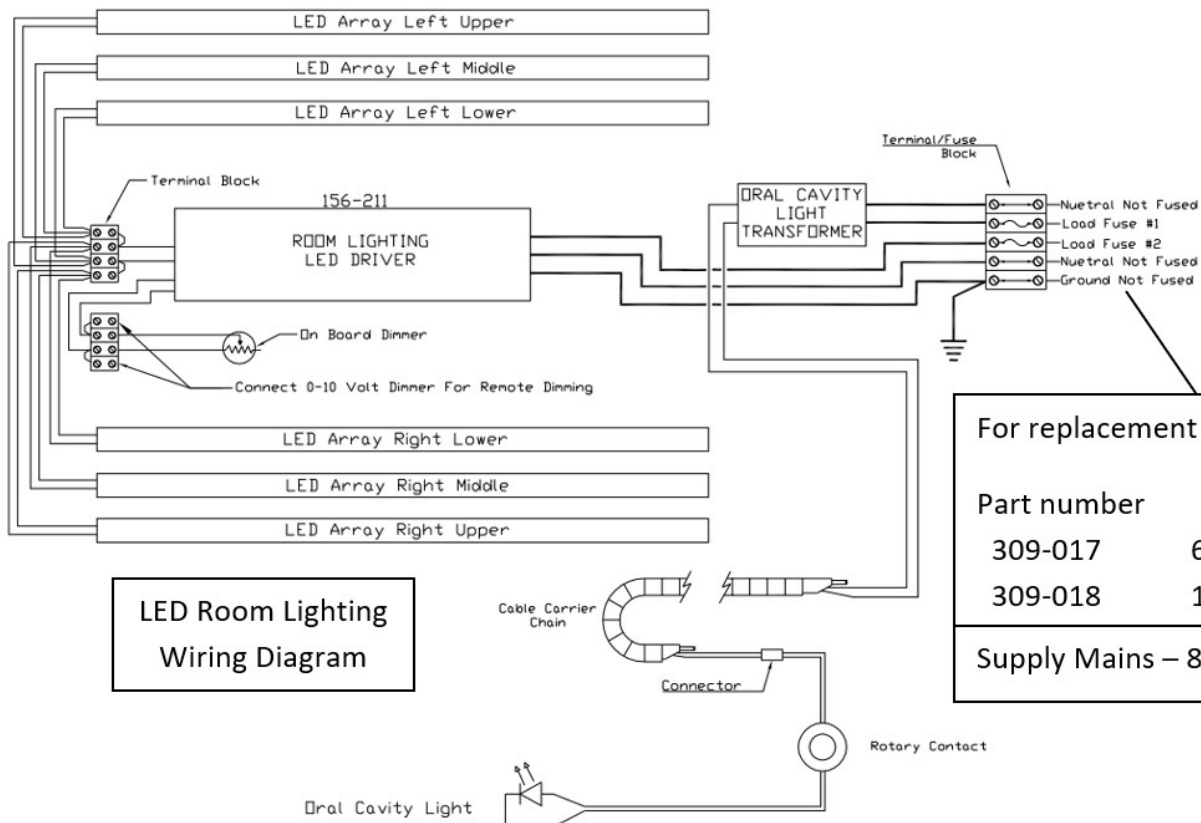 LED Array Left Upper
LED Array Left Middle
LED Array Left Lower
Terminal Block
156-211
ROOM LIGHTING
LED DRIVER
ORAL CAVITY
LIGHT
TRANSFORMER
Terminal/Fuse
Block
Nuetral Not Fused
Load Fuse #1
Load Fuse #2
Nuetral Not Fused
Ground Not Fused
On Board Dimmer
Connect 0-10 Volt Dimmer For Remote Dimming
LED Array Right Lower
LED Array Right Middle
LED Array Right Upper
For replacement
Part number
309-017 6
309-018 1
Supply Mains – 8
LED Room Lighting
Wiring Diagram
Cable Carrier
Chain
Connector
Rotary Contact
Oral Cavity Light